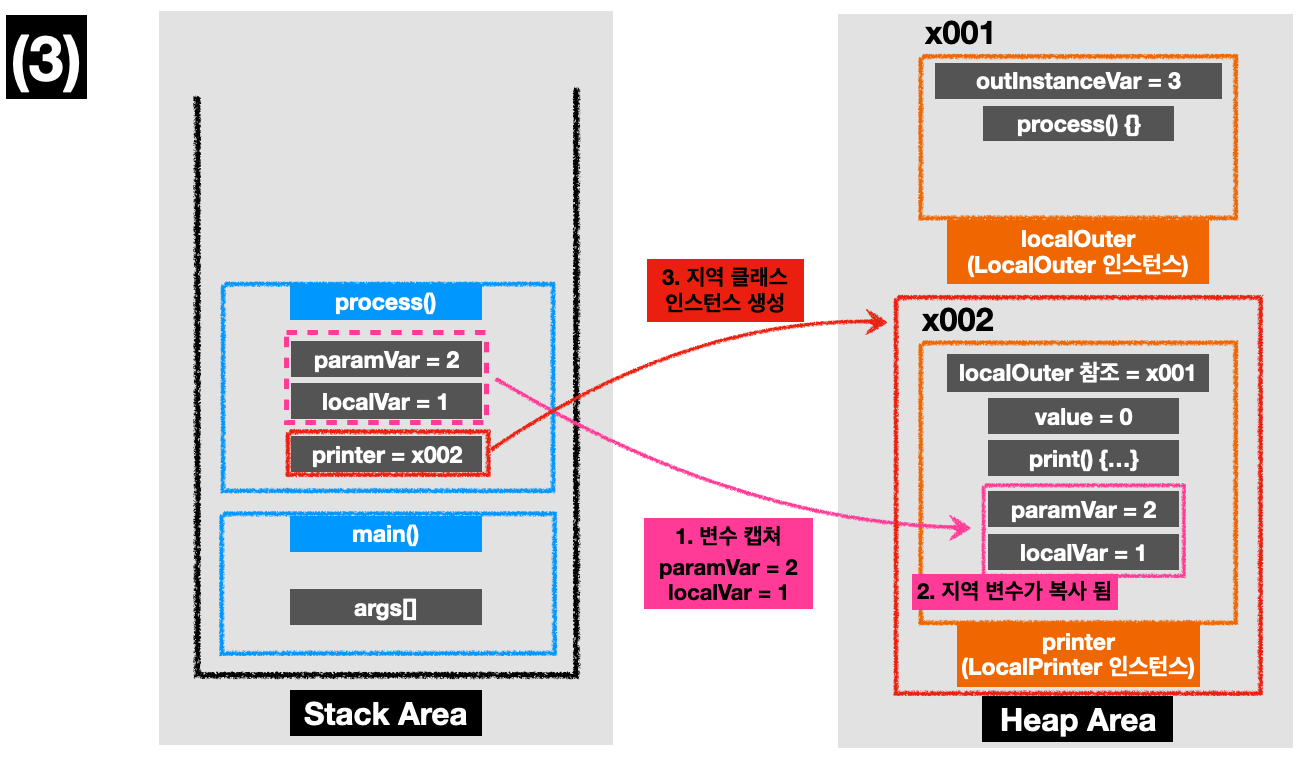 (3)
process()
paramVar = 2
localVar = 1
printer = x002
main()
args[]
Stack Area
3. 지역 클래스
인스턴스 생성
1. 변수 캡쳐
paramVar = 2
localVar = 1
x001
outInstanceVar = 3
process() {}
localOuter
(LocalOuter 인스턴스)
x002
localOuter 참조 = x001
value = 0
print() {...}
paramVar = 2
localVar = 1
2. 지역 변수가 복사 됨
printer
(LocalPrinter 인스턴스)
Heap Area